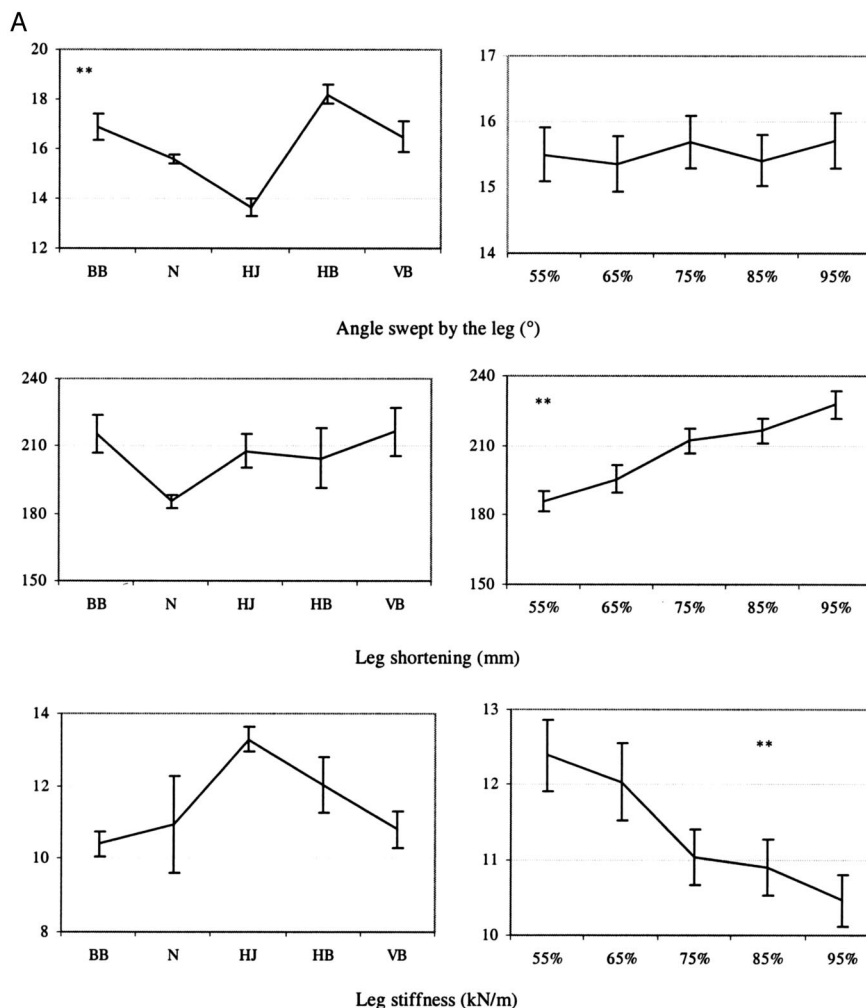 A
20
18
16
14
12
**
BB N HJ HB VB
17
16
15
14
55% 65% 75% 85% 95%
Angle swept by the leg (°)
240
210
180
150
BB N HJ HB VB
240
210
180
150
**
55% 65% 75% 85% 95%
Leg shortening (mm)
14
12
10
8
BB N HJ HB VB
13
12
11
10
**
55% 65% 75% 85% 95%
Leg stiffness (kN/m)